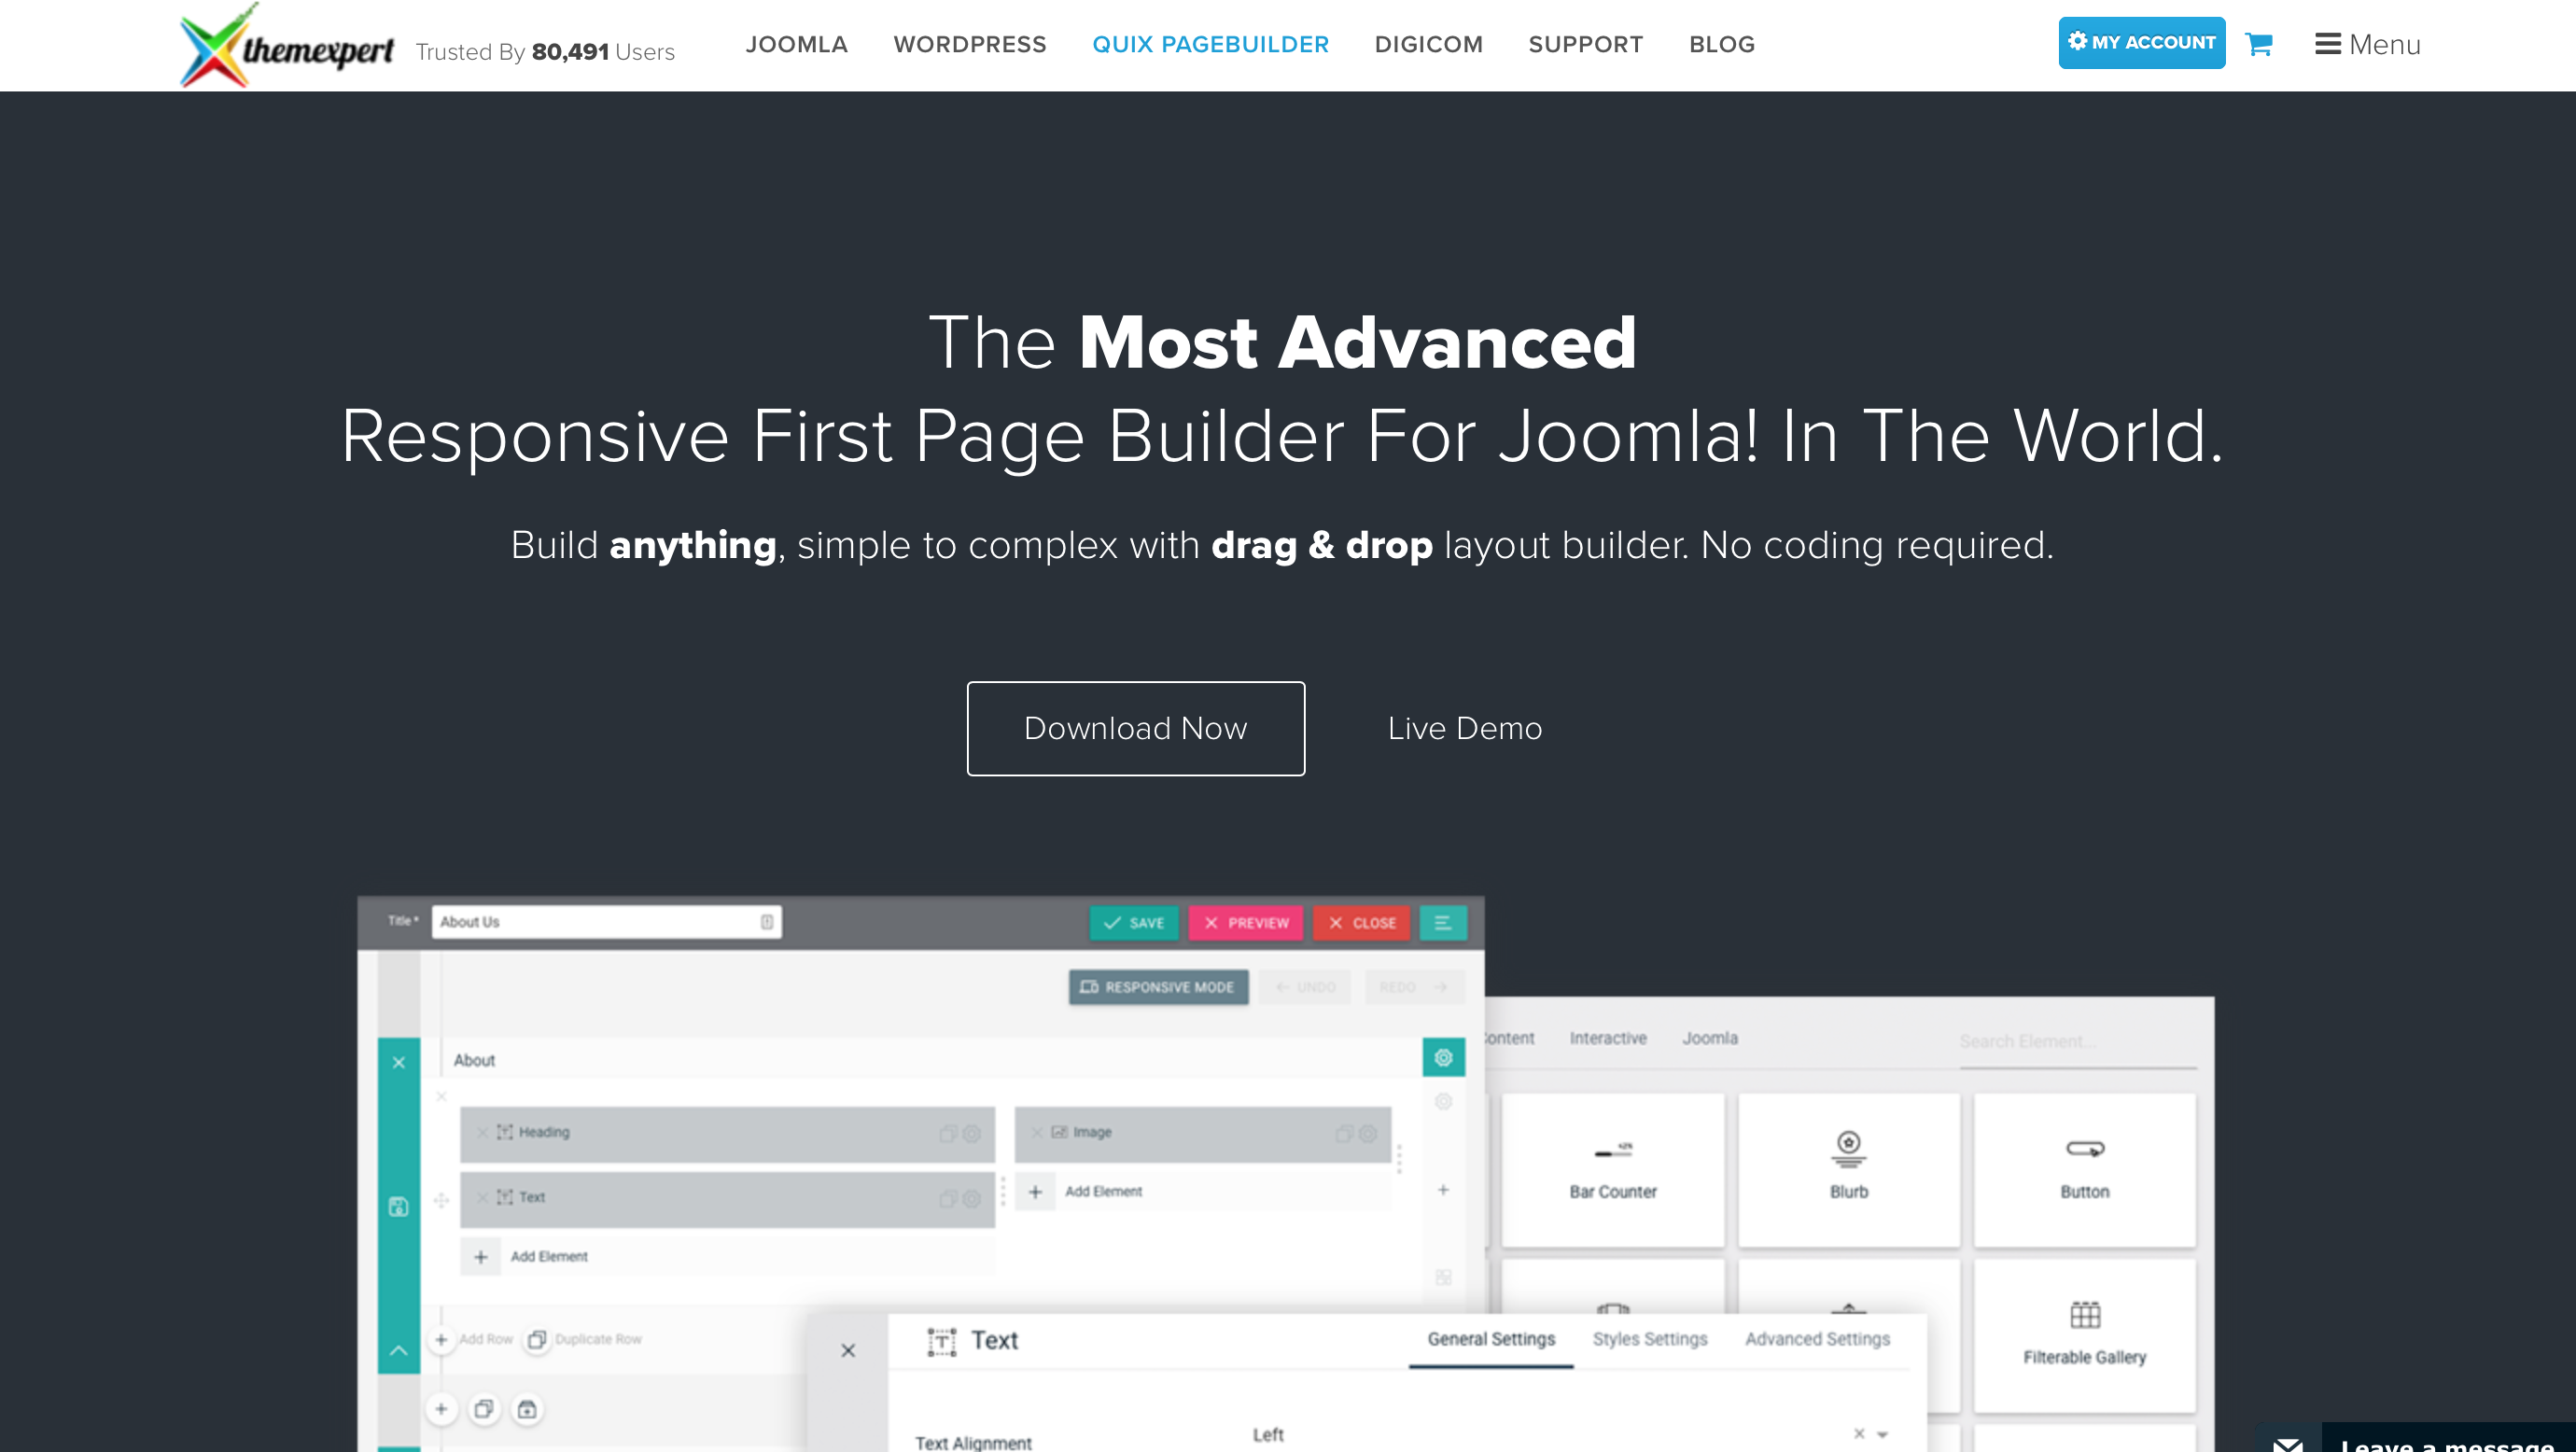 themexpert Trusted By 80,491 Users JOOMLA WORDPRESS QUIX PAGEBUILDER DIGICOM SUPPORT BLOG MY ACCOUNT Menu
The Most Advanced
Responsive First Page Builder For Joomla! In The World.
Build anything, simple to complex with drag & drop layout builder. No coding required.
Download Now Live Demo
Title * About Us SAVE PREVIEW CLOSE
RESPONSIVE MODE UNDO REDO
ontent Interactive Joomla Search Element...
About
Heading Image
Text Add Element
Bar Counter Blurb Button
Add Element
Add Row Duplicate Row
Text General Settings Styles Settings Advanced Settings
Filterable Gallery
Text Alignment Left
Leave a message